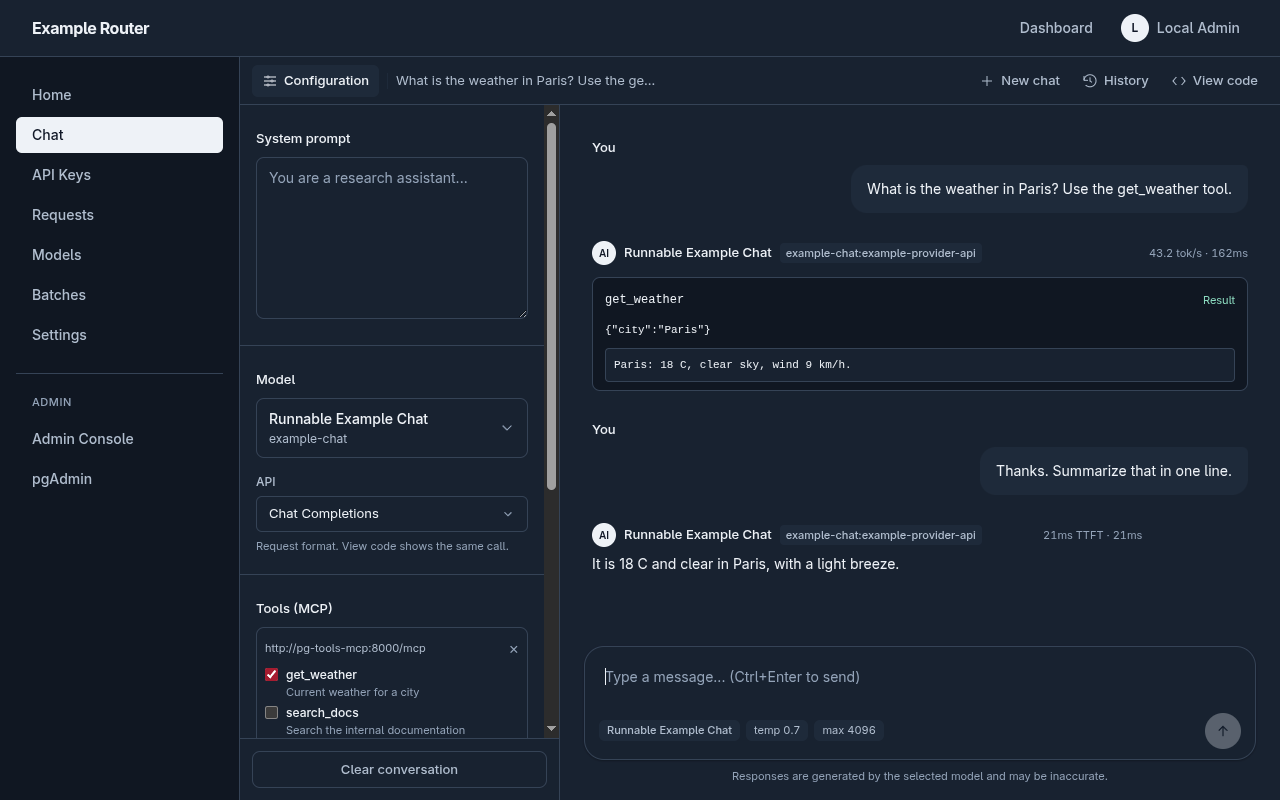 Example Router
Dashboard
L
Local Admin
Home
Chat
API Keys
Requests
Models
Batches
Settings
ADMIN
Admin Console
pgAdmin
Configuration
What is the weather in Paris? Use the ge...
New chat
History
View code
System prompt
You are a research assistant...
Model
Runnable Example Chat
example-chat
API
Chat Completions
Request format. View code shows the same call.
Tools (MCP)
http://pg-tools-mcp:8000/mcp
get_weather
Current weather for a city
search_docs
Search the internal documentation
Clear conversation
You
What is the weather in Paris? Use the get_weather tool.
AI
Runnable Example Chat
example-chat:example-provider-api
43.2 tok/s · 162ms
get_weather
Result
{"city":"Paris"}
Paris: 18 C, clear sky, wind 9 km/h.
You
Thanks. Summarize that in one line.
AI
Runnable Example Chat
example-chat:example-provider-api
21ms TTFT · 21ms
It is 18 C and clear in Paris, with a light breeze.
Type a message... (Ctrl+Enter to send)
Runnable Example Chat
temp 0.7
max 4096
Responses are generated by the selected model and may be inaccurate.